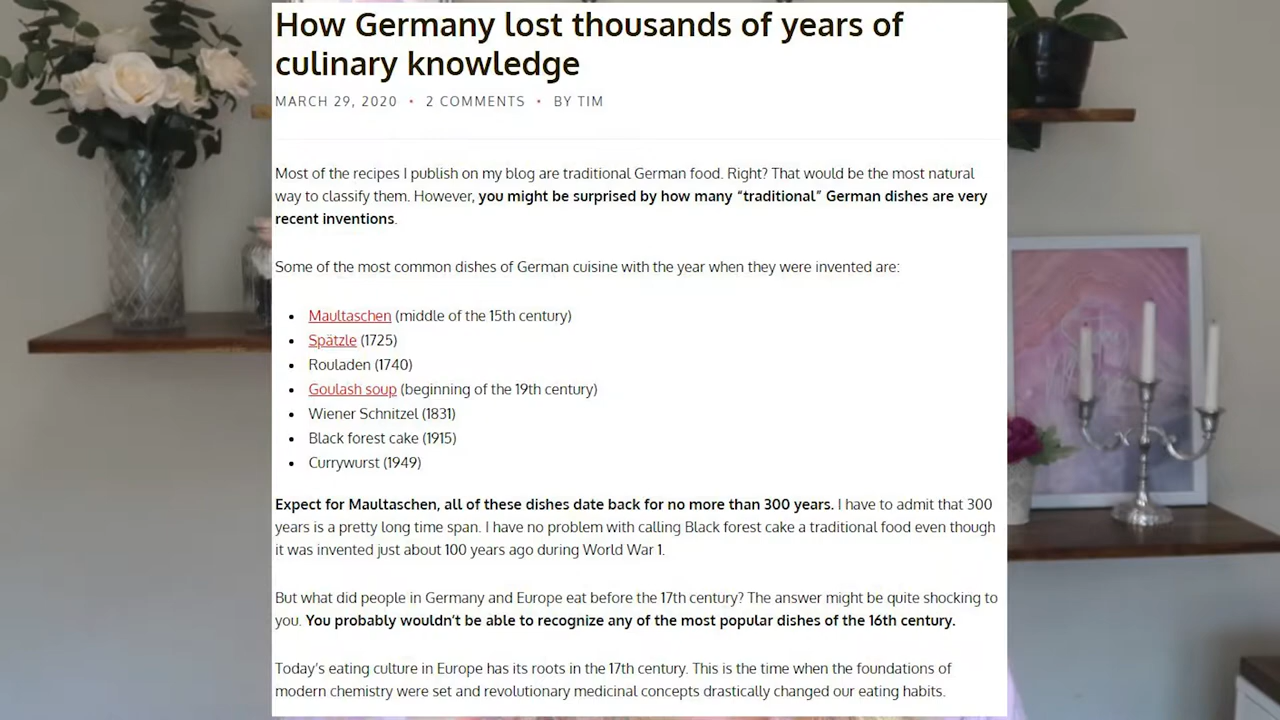 How Germany lost thousands of years of
culinary knowledge
MARCH 29, 2020 • 2 COMMENTS • BY TIM
Most of the recipes I publish on my blog are traditional German food. Right? That would be the most natural
way to classify them. However, you might be surprised by how many “traditional” German dishes are very
recent inventions.
Some of the most common dishes of German cuisine with the year when they were invented are:
• Maultaschen (middle of the 15th century)
• Spätzle (1725)
• Rouladen (1740)
• Goulash soup (beginning of the 19th century)
• Wiener Schnitzel (1831)
• Black forest cake (1915)
• Currywurst (1949)
Expect for Maultaschen, all of these dishes date back for no more than 300 years. I have to admit that 300
years is a pretty long time span. I have no problem with calling Black forest cake a traditional food even though
it was invented just about 100 years ago during World War 1.
But what did people in Germany and Europe eat before the 17th century? The answer might be quite shocking to
you. You probably wouldn’t be able to recognize any of the most popular dishes of the 16th century.
Today’s eating culture in Europe has its roots in the 17th century. This is the time when the foundations of
modern chemistry were set and revolutionary medicinal concepts drastically changed our eating habits.